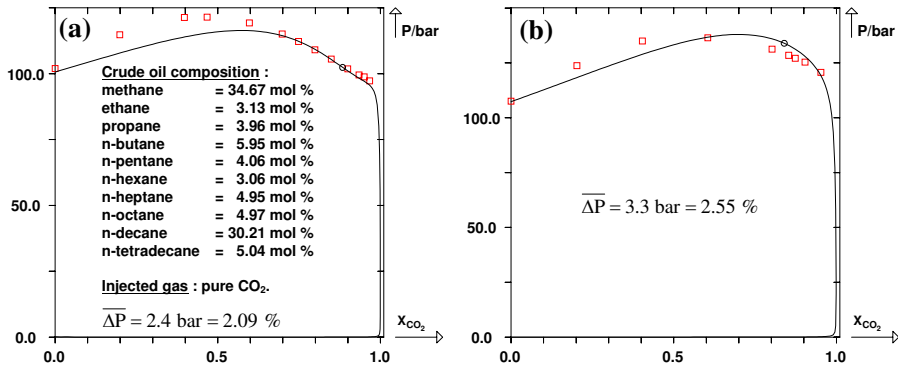 (a)
P/bar
100.0
50.0
0.0
Crude oil composition :
methane = 34.67 mol %
ethane = 3.13 mol %
propane = 3.96 mol %
n-butane = 5.95 mol %
n-pentane = 4.06 mol %
n-hexane = 3.06 mol %
n-heptane = 4.95 mol %
n-octane = 4.97 mol %
n-decane = 30.21 mol %
n-tetradecane = 5.04 mol %
Injected gas : pure CO₂.
ΔP = 2.4 bar = 2.09 %
X_CO₂
0.0 0.5 1.0
(b)
P/bar
100.0
50.0
0.0
ΔP = 3.3 bar = 2.55 %
X_CO₂
0.0 0.5 1.0